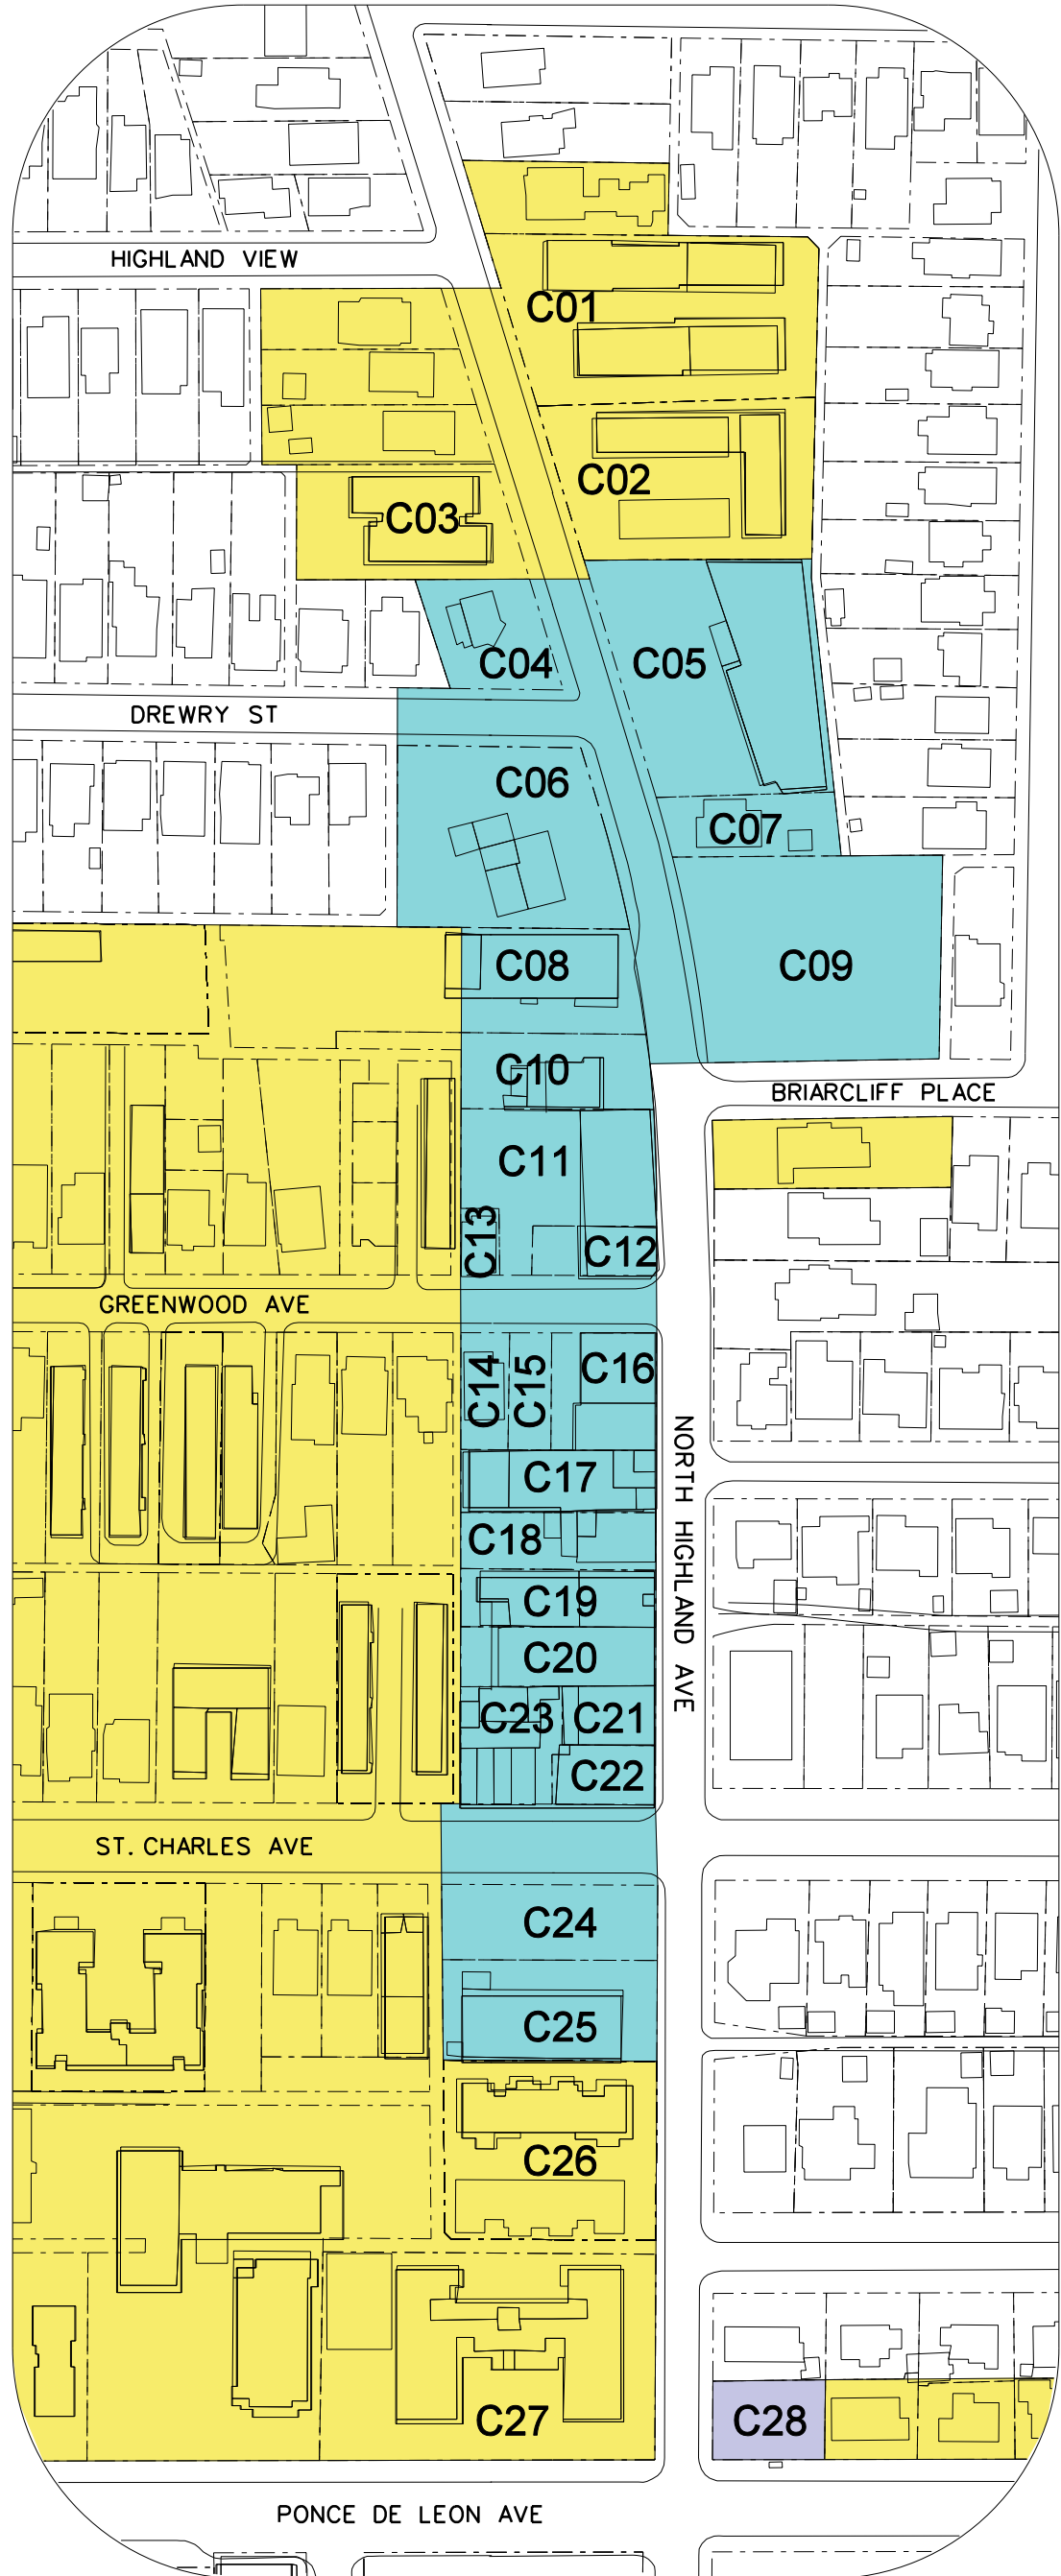 HIGHLAND VIEW
C01
C02
C03
C04
C05
DREWRY ST
C06
C07
C08
C09
C10
BRIARCLIFF PLACE
C11
C13
C12
GREENWOOD AVE
C14
C15
C16
NORTH HIGHLAND AVE
C17
C18
C19
C20
C23
C21
C22
ST. CHARLES AVE
C24
C25
C26
C27
C28
PONCE DE LEON AVE